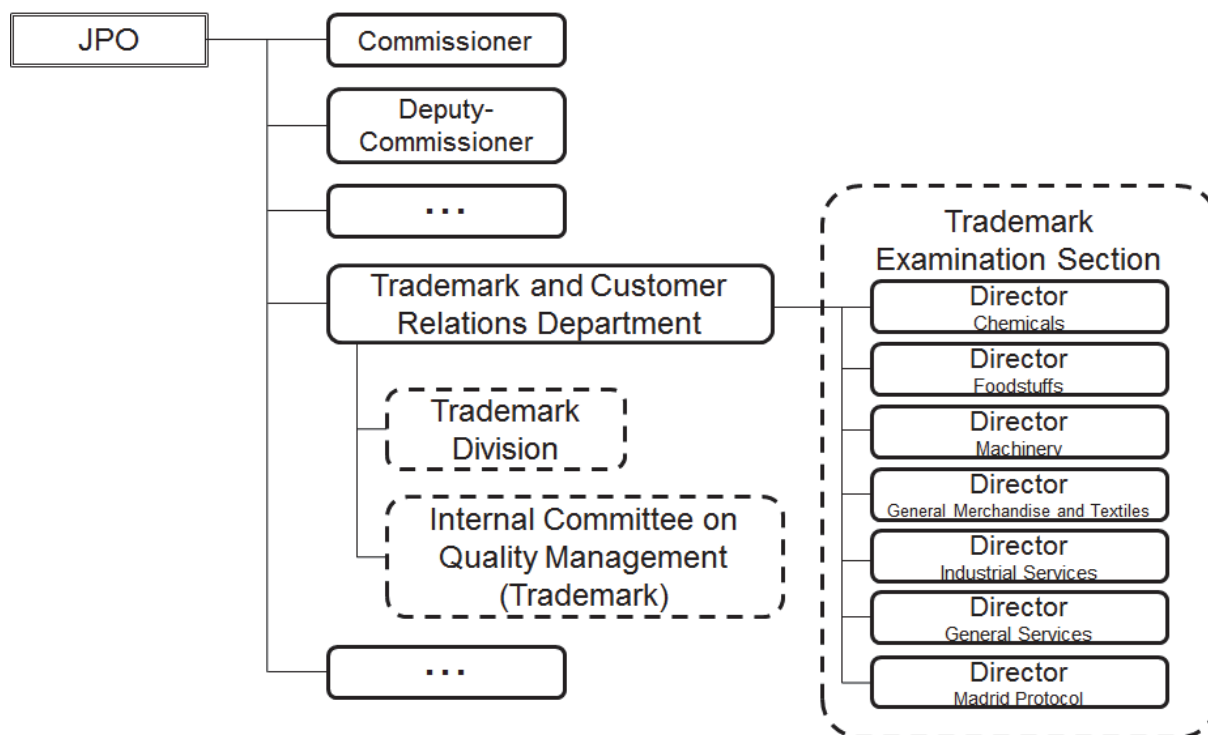 JPO
Commissioner
Deputy-
Commissioner
...
Trademark and Customer
Relations Department
Trademark
Division
Internal Committee on
Quality Management
(Trademark)
...
Trademark
Examination Section
Director
Chemicals
Director
Foodstuffs
Director
Machinery
Director
General Merchandise and Textiles
Director
Industrial Services
Director
General Services
Director
Madrid Protocol